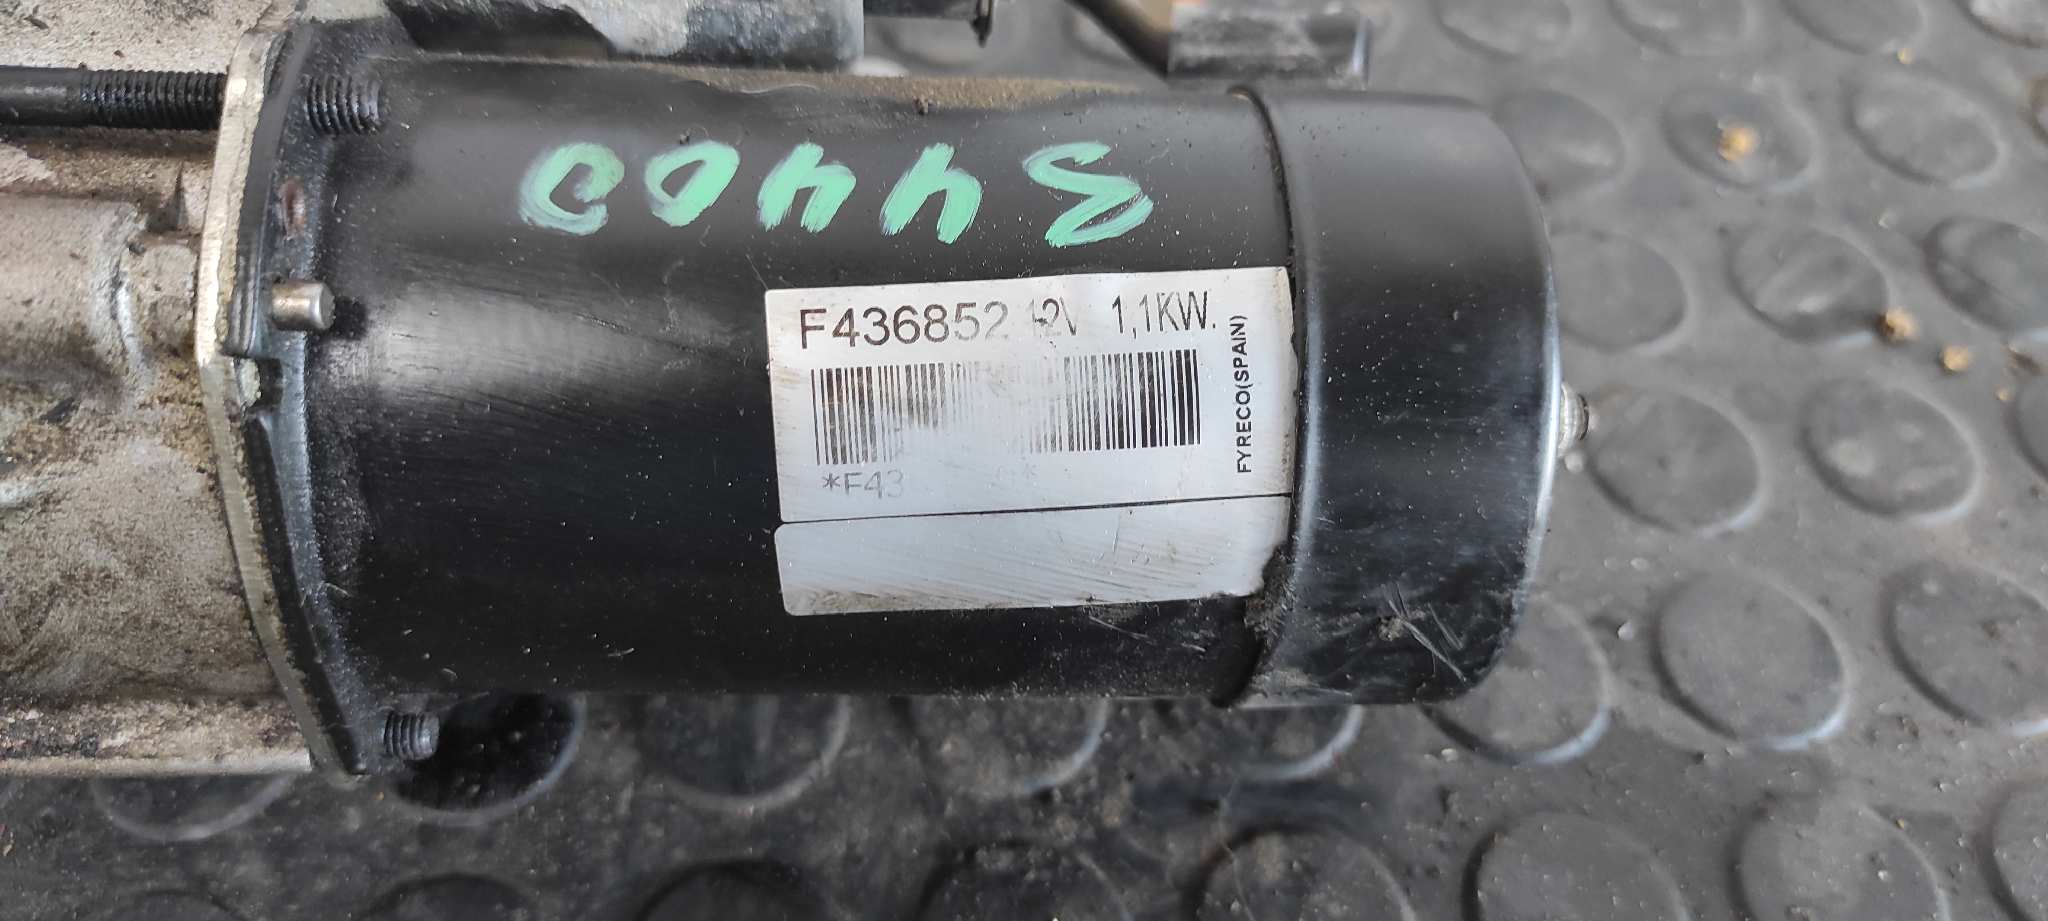 F436852 12V 1,1KW.
*F43
FYRECO(SPAIN)